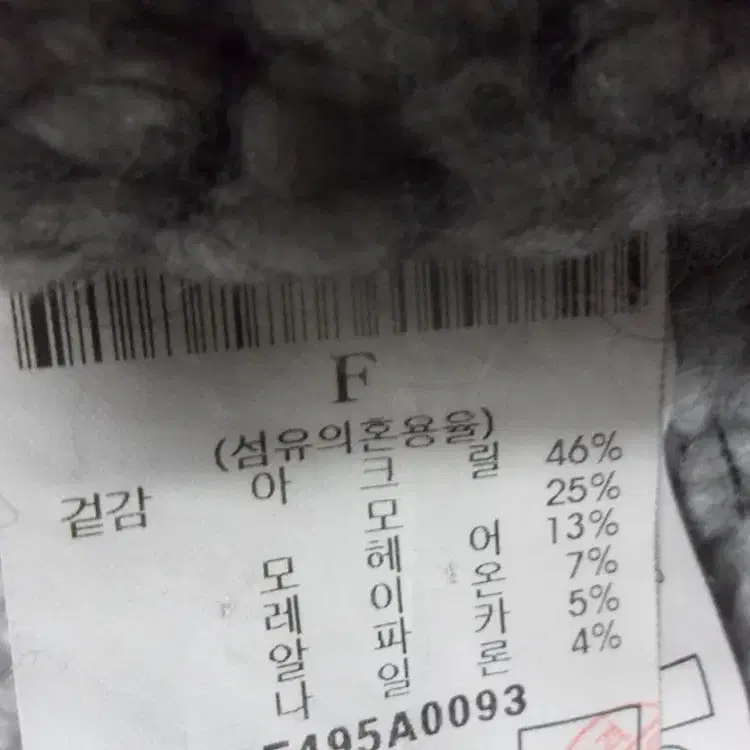 F
(섬유의혼용율)
겉감 아크릴 46%
모 25%
모헤어 13%
레이온 7%
알파카 5%
나일론 4%
495A0093